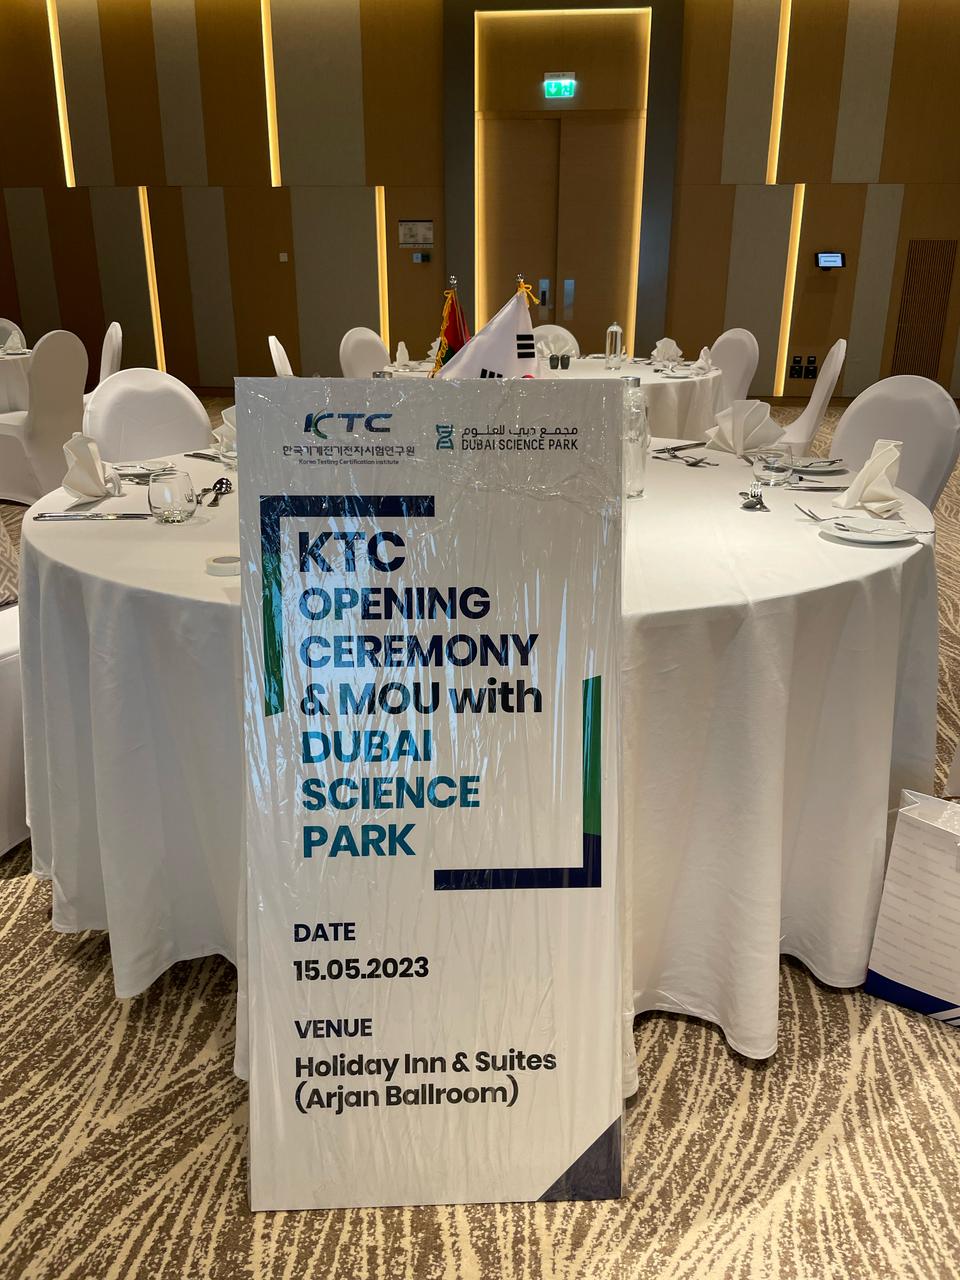 KTC
한국기계전기전자시험연구원
Korea Testing Certification Institute
مجمع دبي للعلوم
DUBAI SCIENCE PARK
KTC
OPENING
CEREMONY
& MOU with
DUBAI
SCIENCE
PARK
DATE
15.05.2023
VENUE
Holiday Inn & Suites
(Arjan Ballroom)